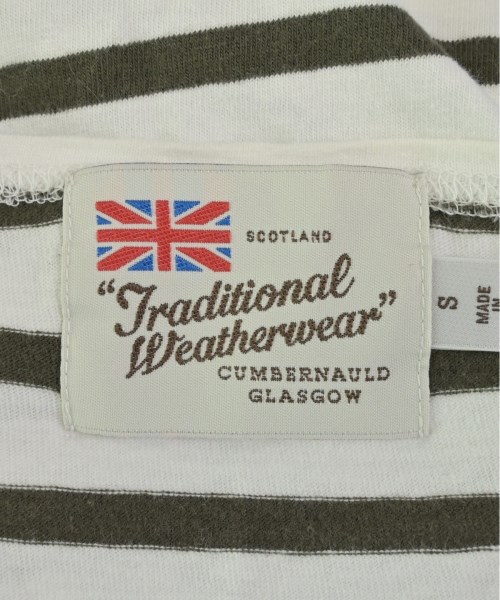 SCOTLAND
"Traditional
Weatherwear"
CUMBERNAULD
GLASGOW
S
MADE
IN